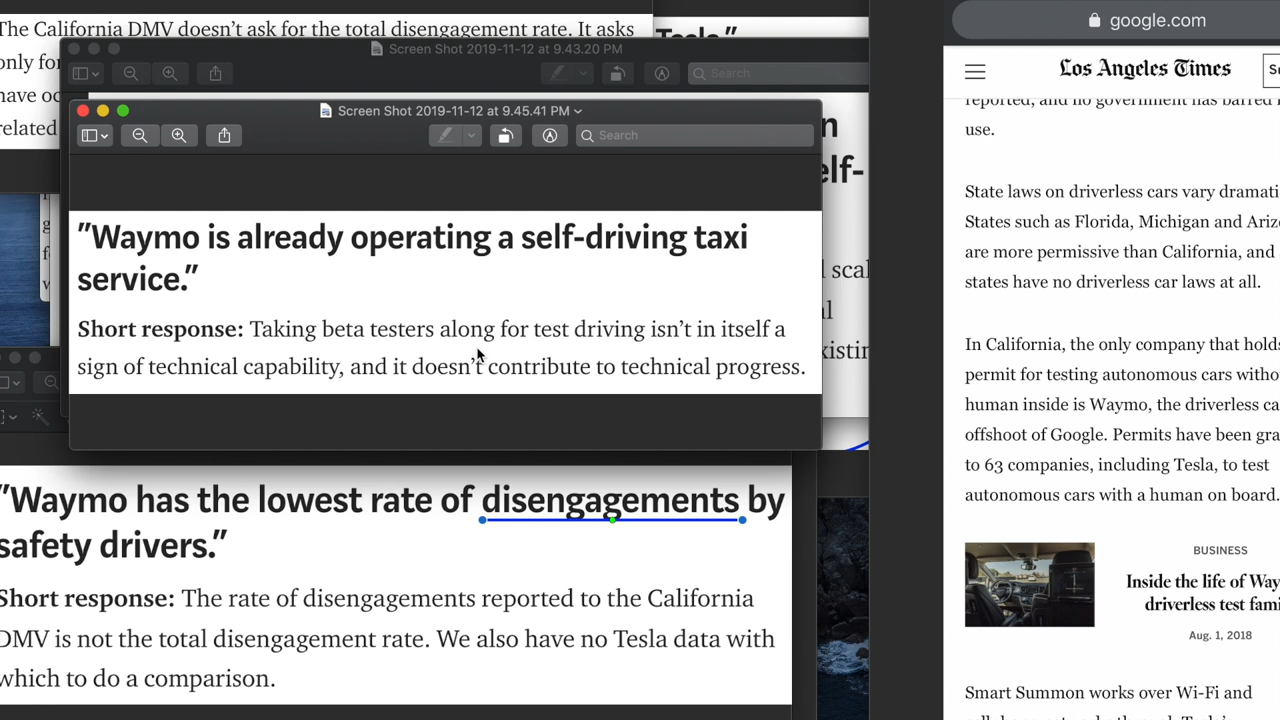 The California DMV doesn't ask for the total disengagement rate. It asks
only for
have oc
related
Tesla."
Screen Shot 2019-11-12 at 9.43.20 PM
Search
Screen Shot 2019-11-12 at 9.45.41 PM
Search
"Waymo is already operating a self-driving taxi
service."
Short response: Taking beta testers along for test driving isn't in itself a
sign of technical capability, and it doesn't contribute to technical progress.
"Waymo has the lowest rate of disengagements by
safety drivers."
Short response: The rate of disengagements reported to the California
DMV is not the total disengagement rate. We also have no Tesla data with
which to do a comparison.
google.com
Los Angeles Times
reported, and no government has barred i
use.
State laws on driverless cars vary dramati
States such as Florida, Michigan and Arizo
are more permissive than California, and
states have no driverless car laws at all.
In California, the only company that holds
permit for testing autonomous cars witho
human inside is Waymo, the driverless ca
offshoot of Google. Permits have been gra
to 63 companies, including Tesla, to test
autonomous cars with a human on board.
BUSINESS
Inside the life of Way
driverless test fami
Aug. 1, 2018
Smart Summon works over Wi-Fi and